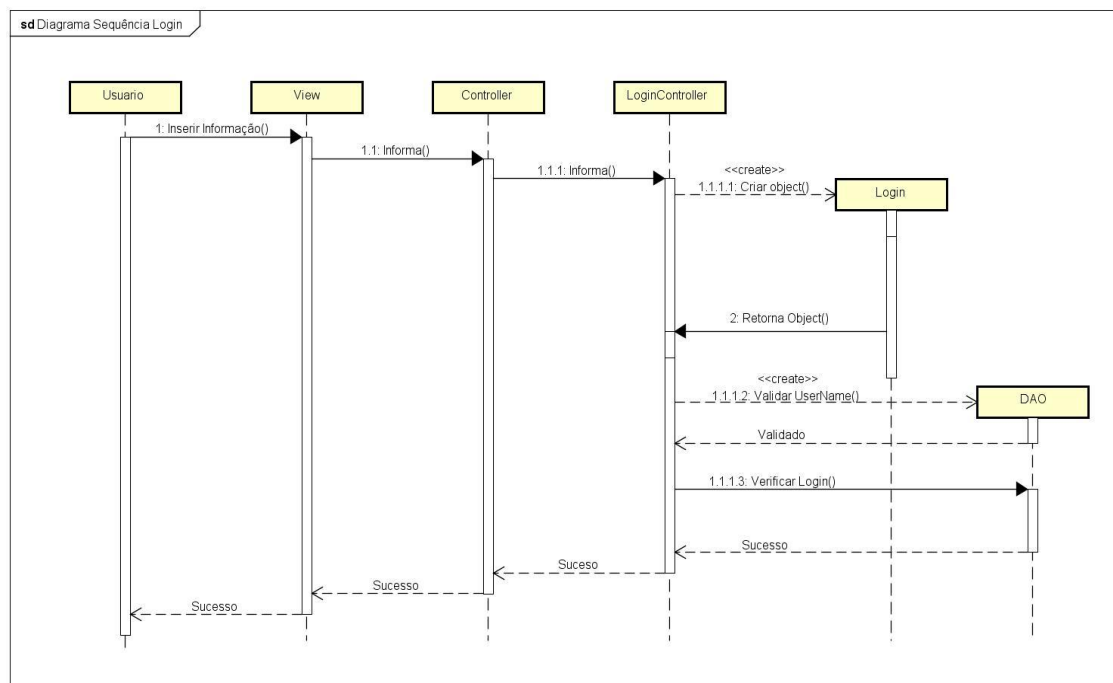 sd Diagrama Sequência Login
Usuario
View
Controller
LoginController
1: Inserir Informação()
1.1: Informa()
1.1.1: Informa()
<<create>>
1.1.1.1: Criar object()
Login
2: Retorna Object()
<<create>>
1.1.1.2: Validar UserName()
DAO
Validado
1.1.1.3: Verificar Login()
Sucesso
Suceso
Sucesso
Sucesso